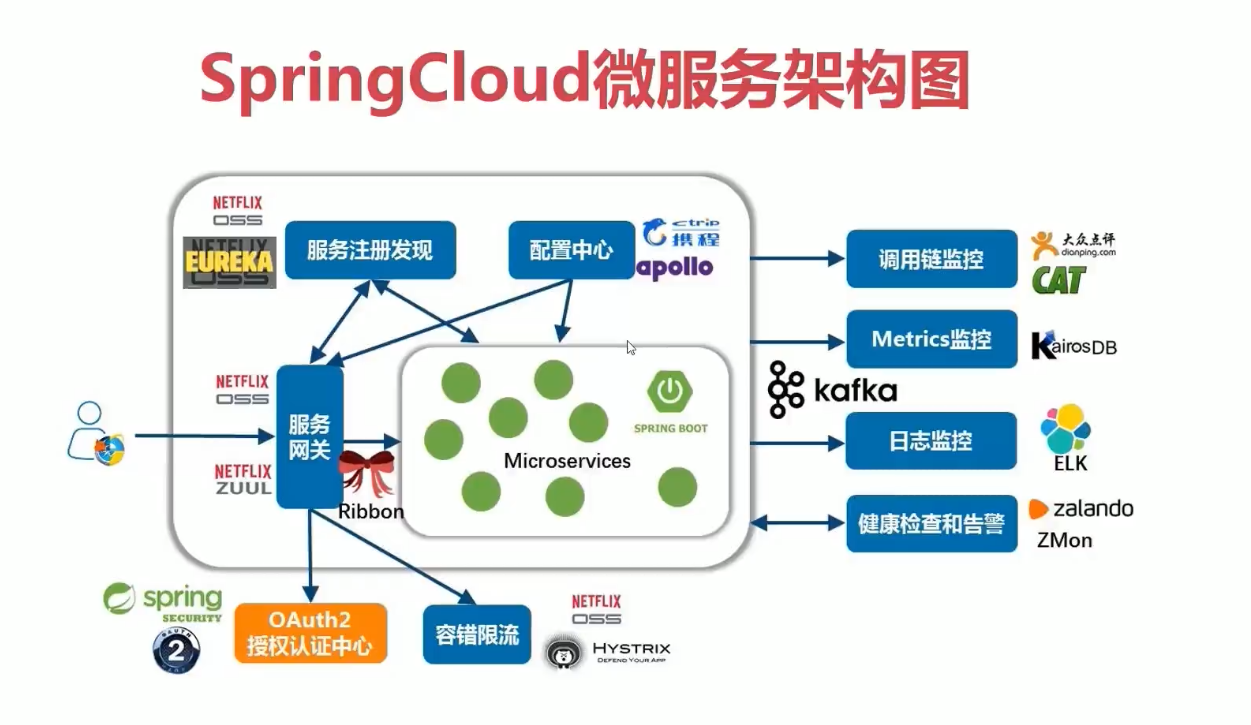 SpringCloud微服务架构图
NETFLIX
OSS
NETFLIX
EUREKA
OSS
服务注册发现
配置中心
ctrip
携程
apollo
调用链监控
大众点评
dianping.com
CAT
Metrics监控
KairosDB
kafka
NETFLIX
OSS
服务
网关
NETFLIX
ZUUL
Ribbon
SPRING BOOT
Microservices
日志监控
ELK
健康检查和告警
zalando
ZMon
spring
SECURITY
OAUTH
2
OAuth2
授权认证中心
容错限流
NETFLIX
OSS
HYSTRIX
DEFEND YOUR APP